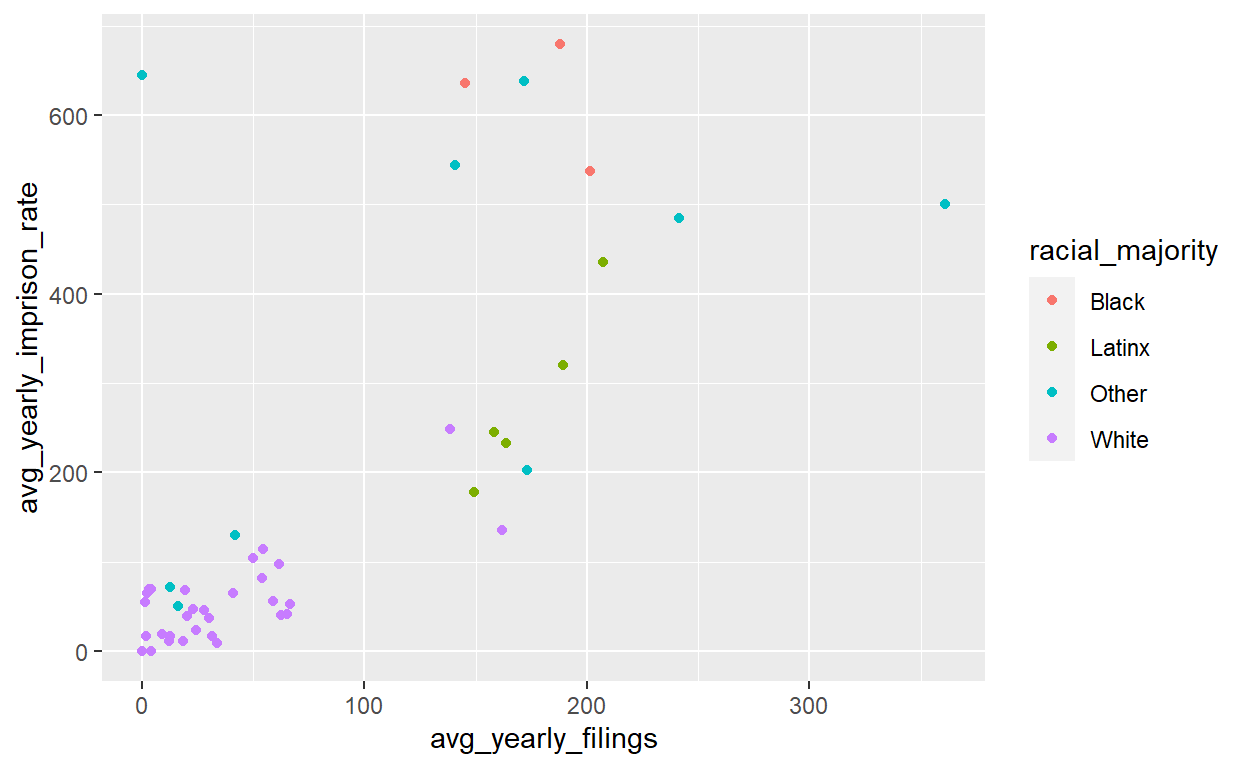 600
400
200
0
avg_yearly_imprison_rate
0
100
200
300
avg_yearly_filings
racial_majority
Black
Latinx
Other
White